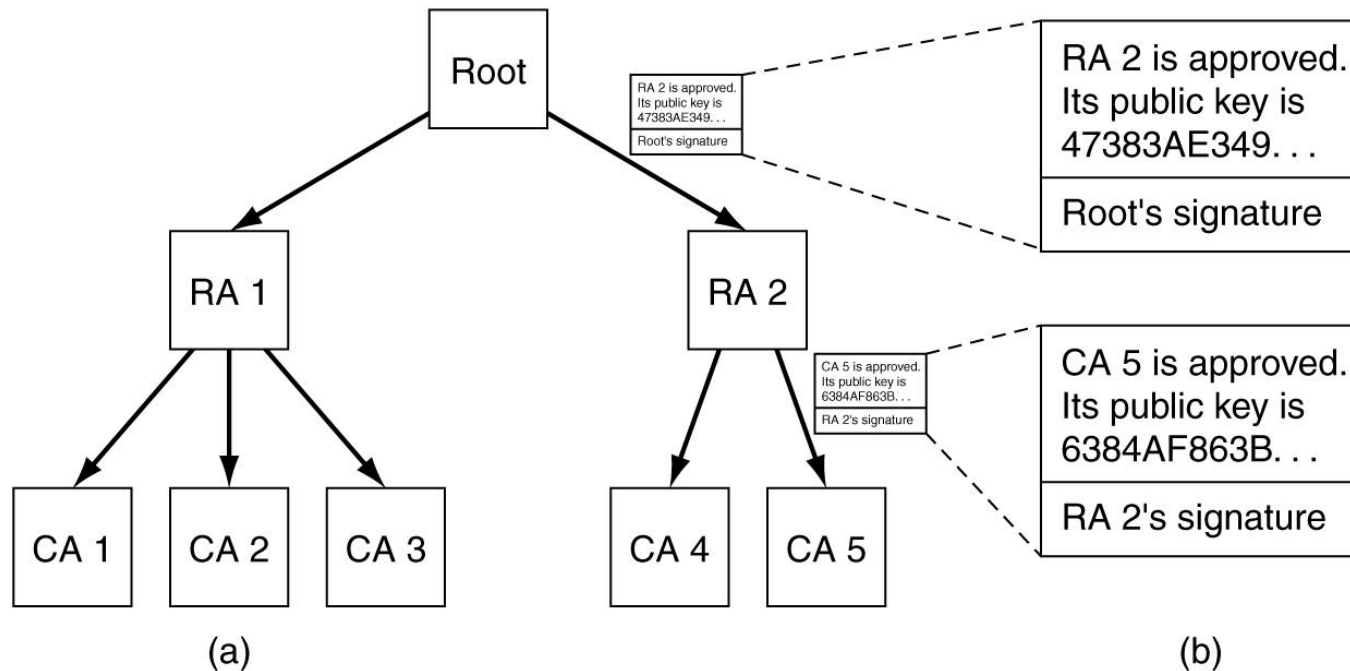 Root
RA 2 is approved.
Its public key is
47383AE349. . .
Root's signature
RA 2 is approved.
Its public key is
47383AE349. . .
Root's signature
RA 1
RA 2
CA 5 is approved.
Its public key is
6384AF863B. . .
RA 2's signature
CA 5 is approved.
Its public key is
6384AF863B. . .
RA 2's signature
CA 1
CA 2
CA 3
CA 4
CA 5
(a)
(b)